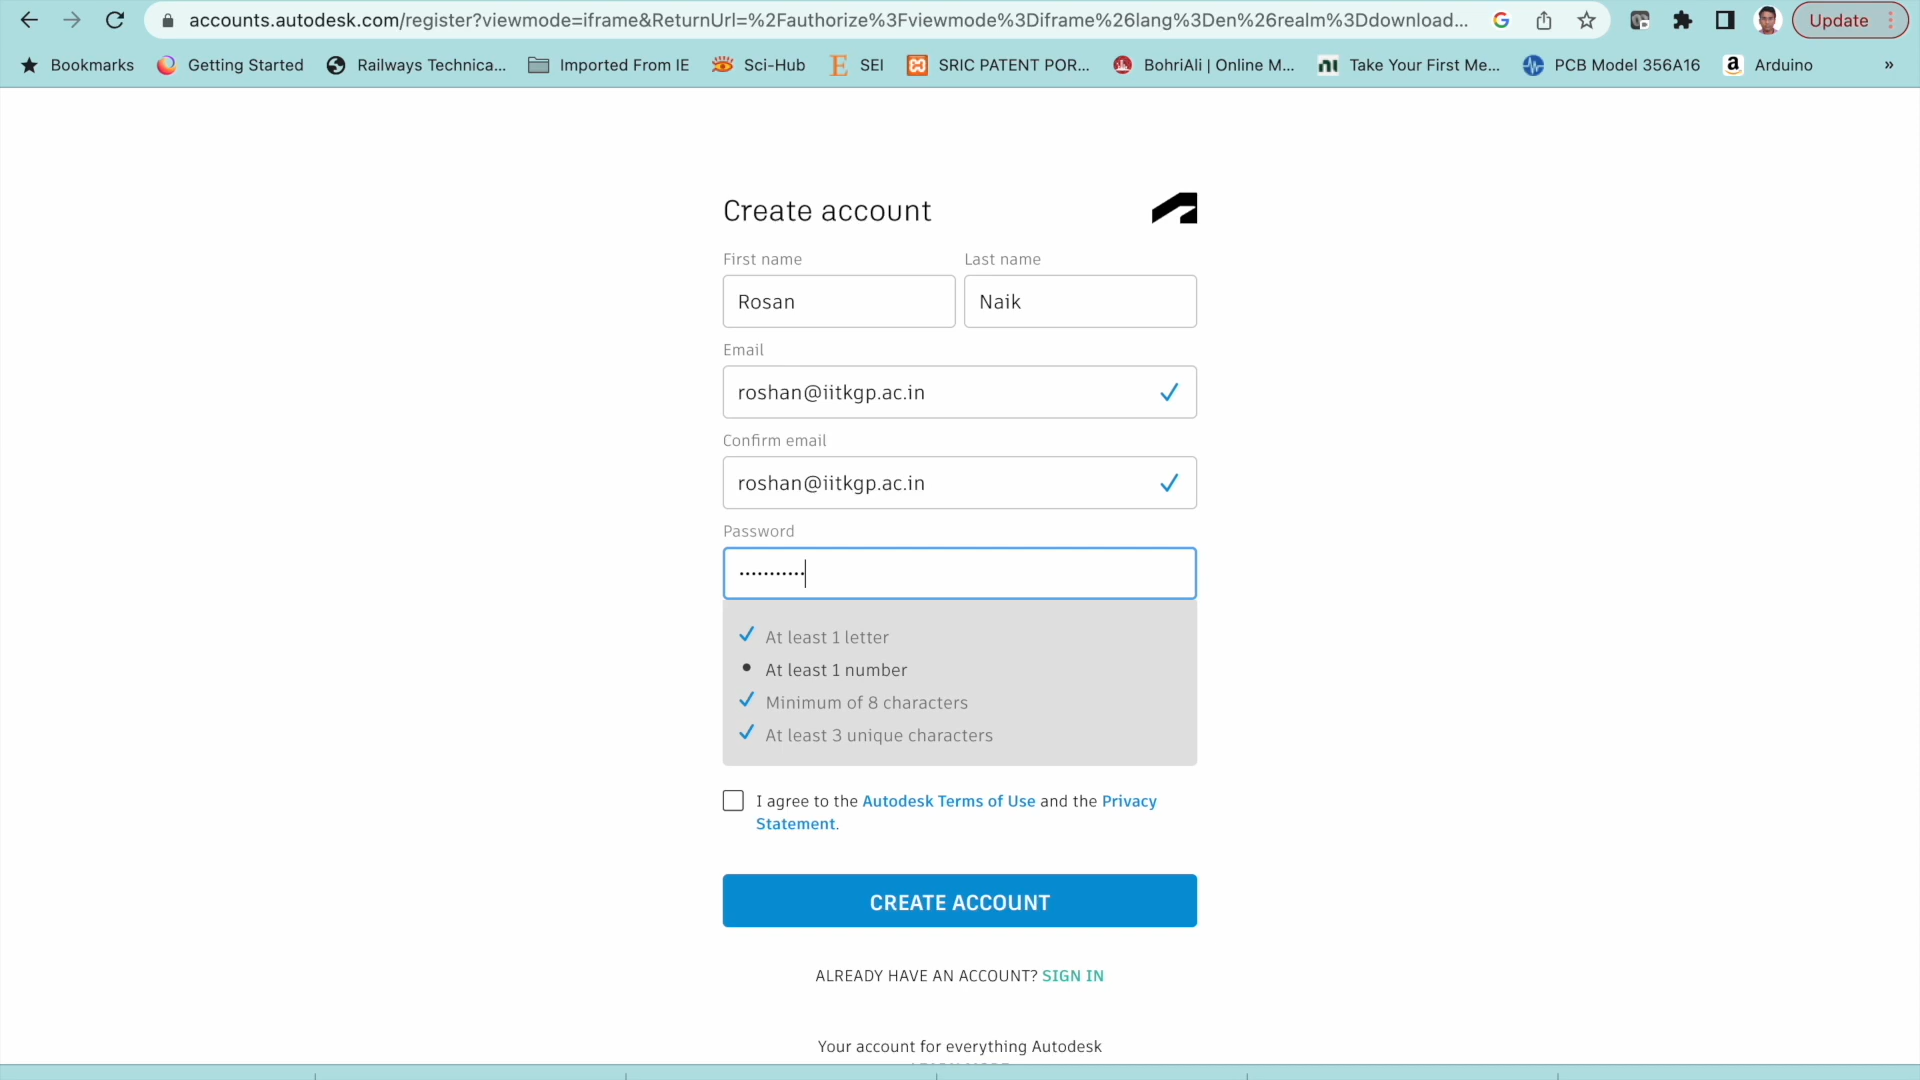 accounts.autodesk.com/register?viewmode=iframe&ReturnUrl=%2Fauthorize%3Fviewmode%3Diframe%26lang%3Den%26realm%3Ddownload... Update
Bookmarks Getting Started Railways Technica... Imported From IE Sci-Hub SEI SRIC PATENT POR... BohriAli | Online M... Take Your First Me... PCB Model 356A16 Arduino »
Create account
First name Last name
Rosan Naik
Email
roshan@iitkgp.ac.in
Confirm email
roshan@iitkgp.ac.in
Password
•••••••••••
At least 1 letter
• At least 1 number
Minimum of 8 characters
At least 3 unique characters
I agree to the Autodesk Terms of Use and the Privacy
Statement.
CREATE ACCOUNT
ALREADY HAVE AN ACCOUNT? SIGN IN
Your account for everything Autodesk